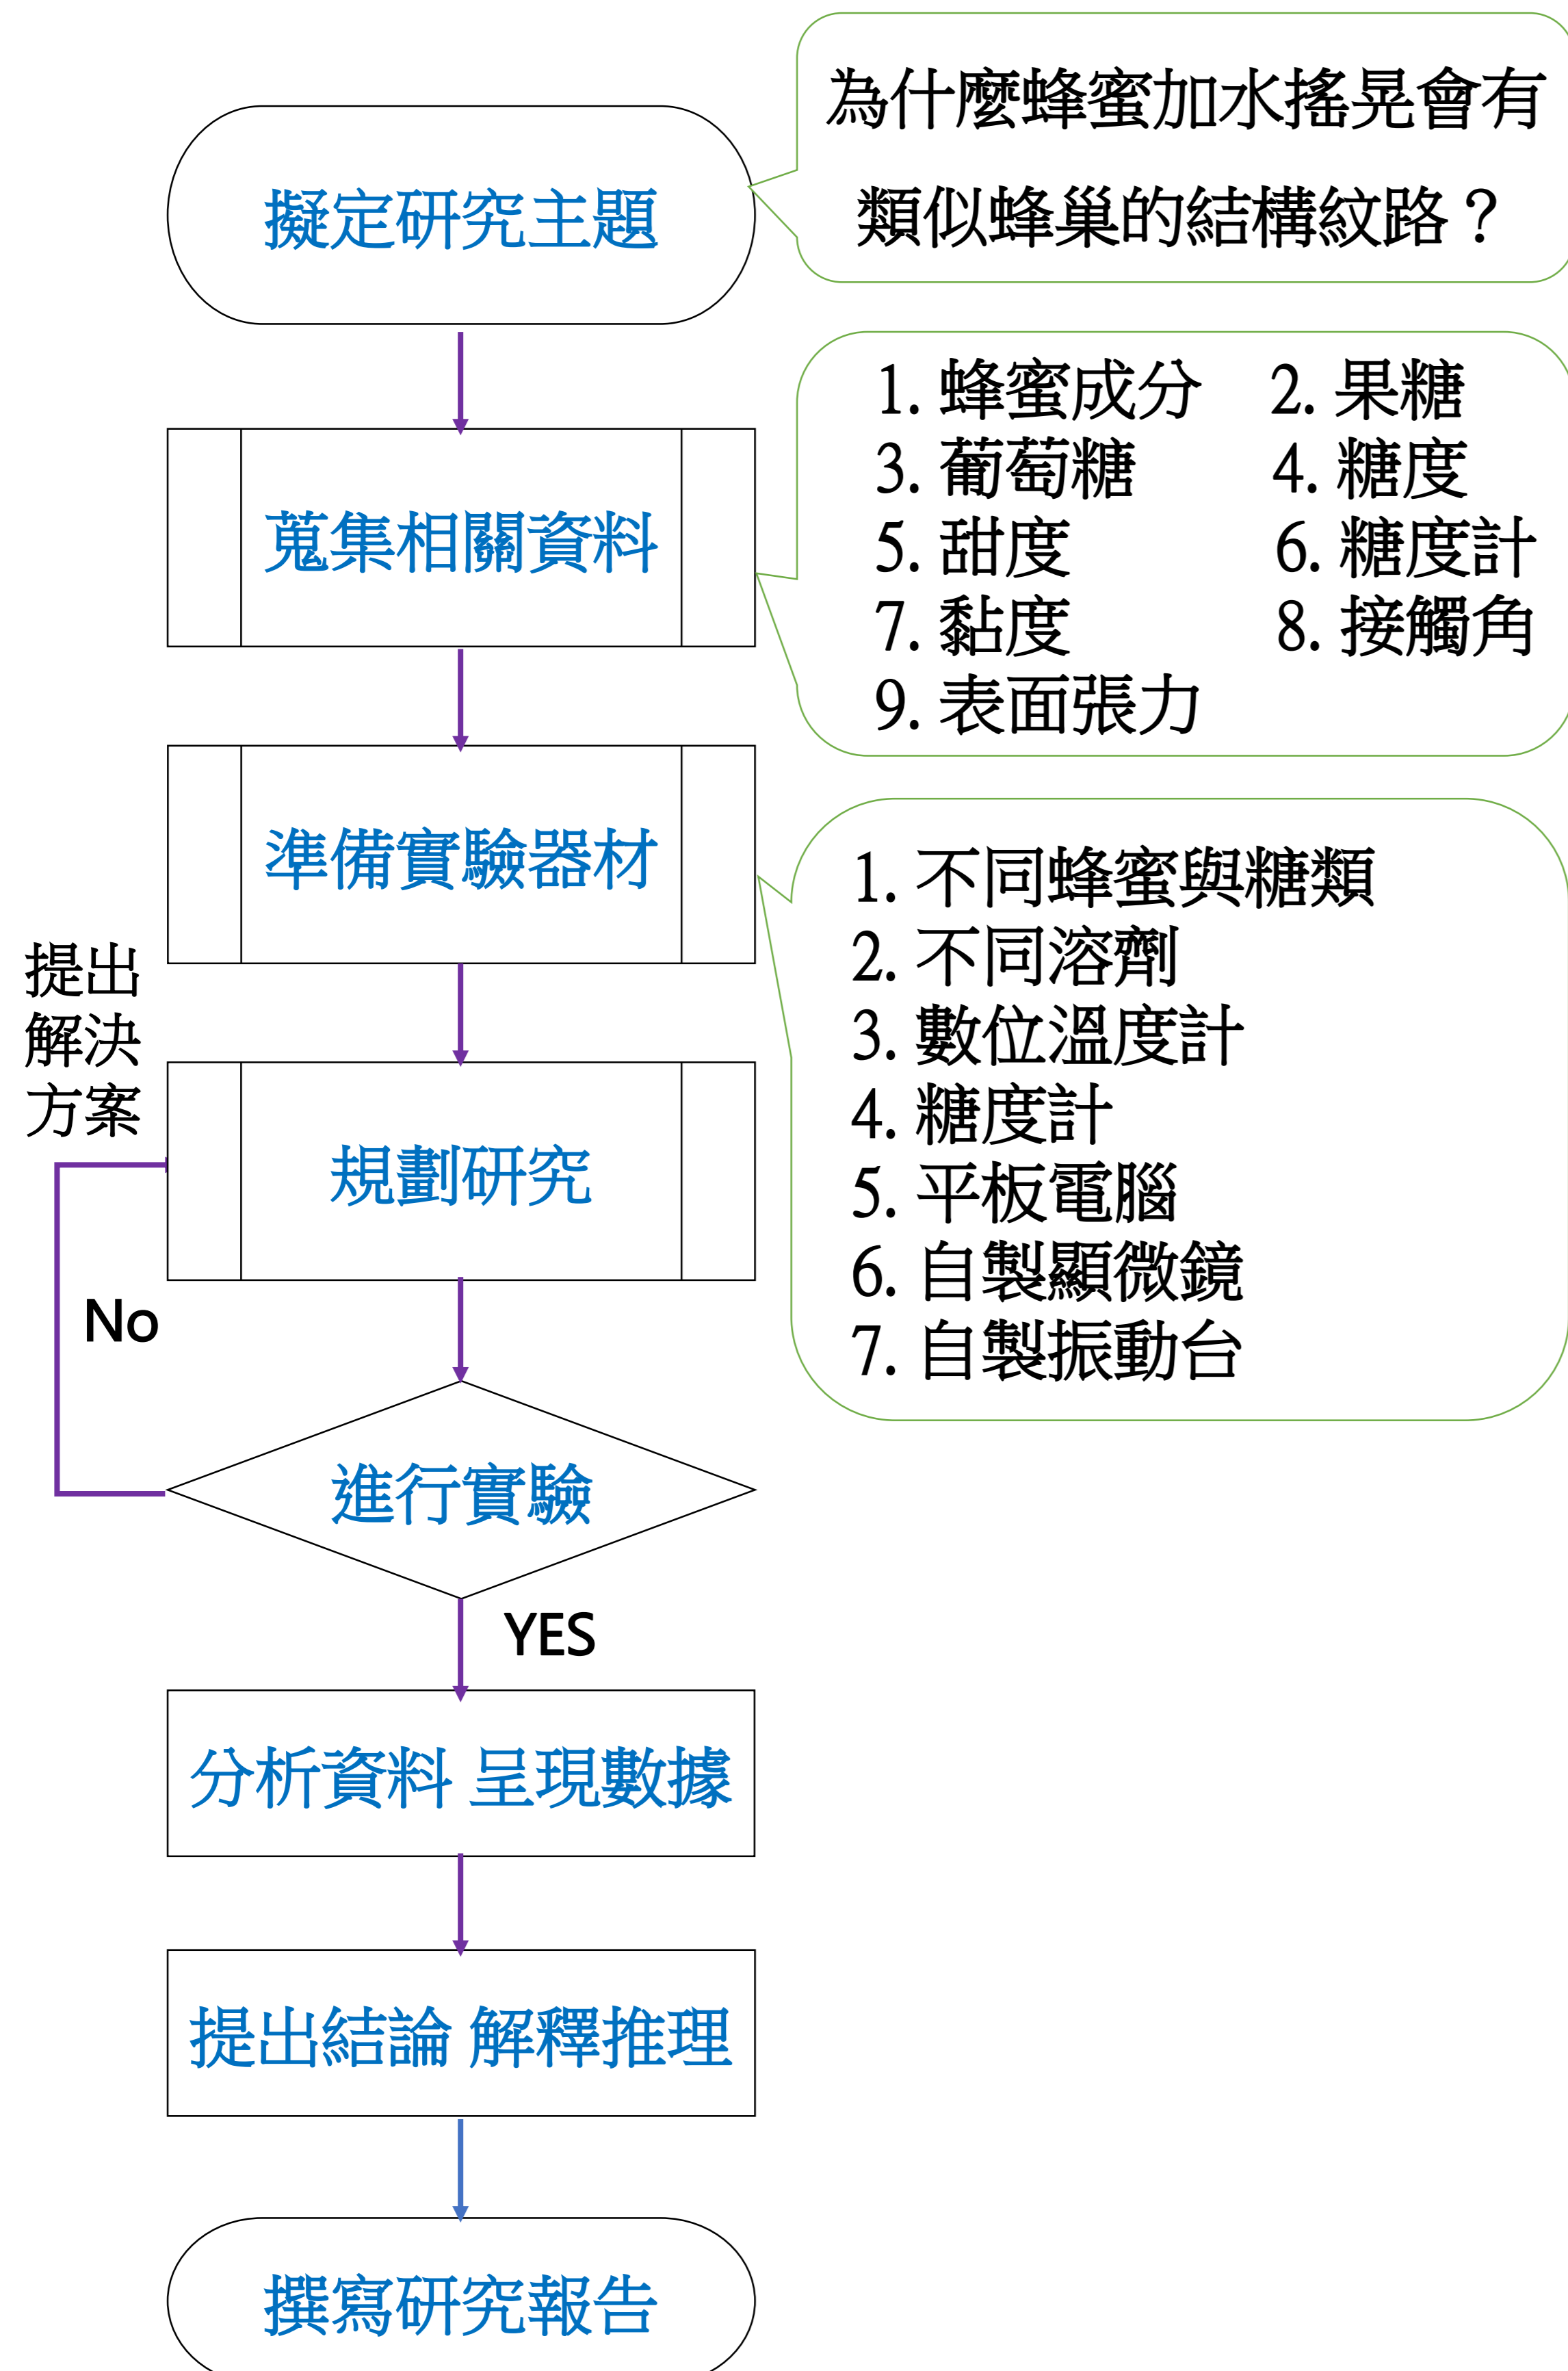 擬定研究主題
為什麼蜂蜜加水搖晃會有
類似蜂巢的結構紋路？
蒐集相關資料
1. 蜂蜜成分 2. 果糖
3. 葡萄糖 4. 糖度
5. 甜度 6. 糖度計
7. 黏度 8. 接觸角
9. 表面張力
準備實驗器材
1. 不同蜂蜜與糖類
2. 不同溶劑
3. 數位溫度計
4. 糖度計
5. 平板電腦
6. 自製顯微鏡
7. 自製振動台
提出
解決
方案
規劃研究
No
進行實驗
YES
分析資料 呈現數據
提出結論 解釋推理
撰寫研究報告